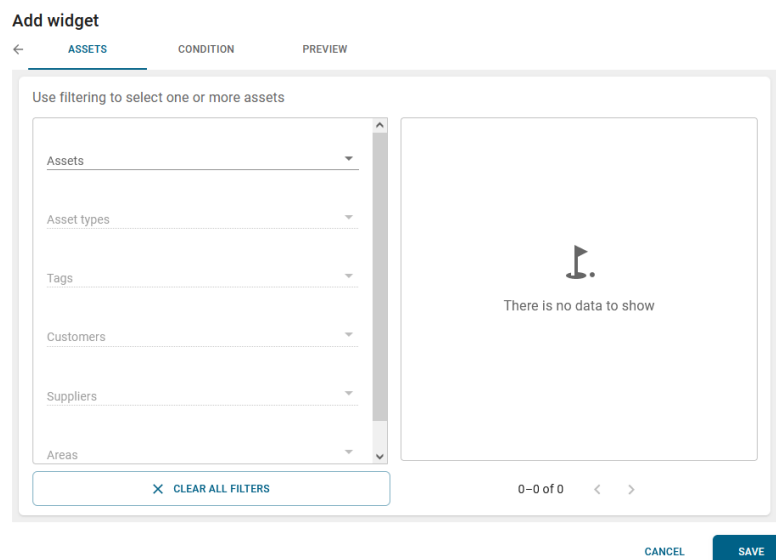 Add widget
ASSETS
CONDITION
PREVIEW
Use filtering to select one or more assets
Assets
Asset types
Tags
Customers
Suppliers
Areas
CLEAR ALL FILTERS
There is no data to show
0–0 of 0
CANCEL
SAVE